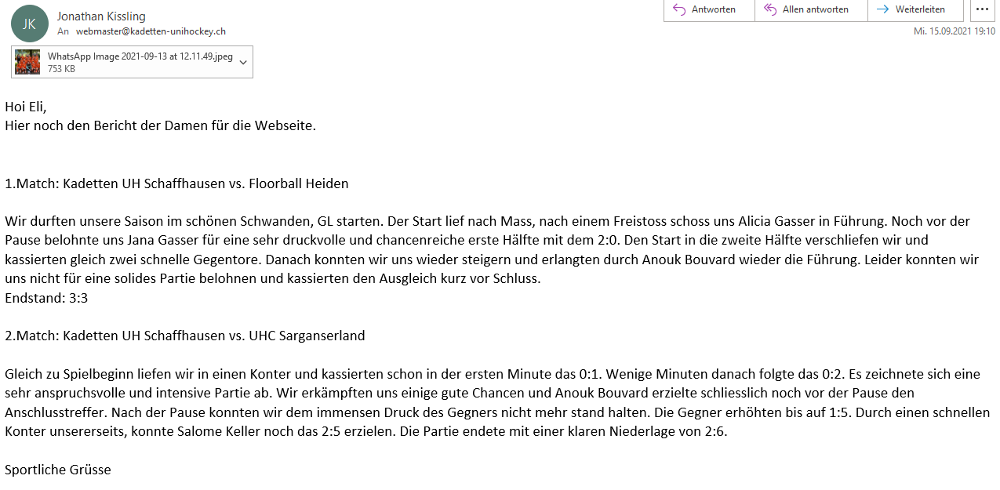 JK
Jonathan Kissling
An webmaster@kadetten-unihockey.ch
Antworten
Allen antworten
Weiterleiten
Mi. 15.09.2021 19:10
WhatsApp Image 2021-09-13 at 12.11.49.jpeg
753 KB
Hoi Eli,
Hier noch den Bericht der Damen für die Webseite.
1.Match: Kadetten UH Schaffhausen vs. Floorball Heiden
Wir durften unsere Saison im schönen Schwanden, GL starten. Der Start lief nach Mass, nach einem Freistoss schoss uns Alicia Gasser in Führung. Noch vor der
Pause belohnte uns Jana Gasser für eine sehr druckvolle und chancenreiche erste Hälfte mit dem 2:0. Den Start in die zweite Hälfte verschliefen wir und
kassierten gleich zwei schnelle Gegentore. Danach konnten wir uns wieder steigern und erlangten durch Anouk Bouvard wieder die Führung. Leider konnten wir
uns nicht für eine solides Partie belohnen und kassierten den Ausgleich kurz vor Schluss.
Endstand: 3:3
2.Match: Kadetten UH Schaffhausen vs. UHC Sarganserland
Gleich zu Spielbeginn liefen wir in einen Konter und kassierten schon in der ersten Minute das 0:1. Wenige Minuten danach folgte das 0:2. Es zeichnete sich eine
sehr anspruchsvolle und intensive Partie ab. Wir erkämpften uns einige gute Chancen und Anouk Bouvard erzielte schliesslich noch vor der Pause den
Anschlusstreffer. Nach der Pause konnten wir dem immensen Druck des Gegners nicht mehr stand halten. Die Gegner erhöhten bis auf 1:5. Durch einen schnellen
Konter unsererseits, konnte Salome Keller noch das 2:5 erzielen. Die Partie endete mit einer klaren Niederlage von 2:6.
Sportliche Grüsse